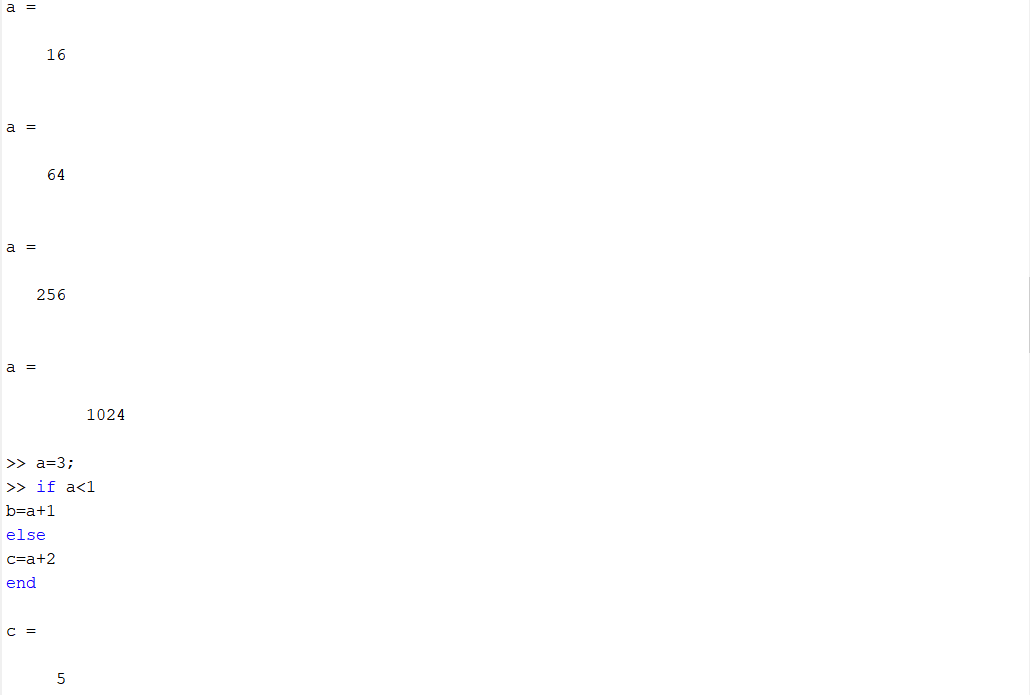 a =
16
a =
64
a =
256
a =
1024
>> a=3;
>> if a<1
b=a+1
else
c=a+2
end
c =
5